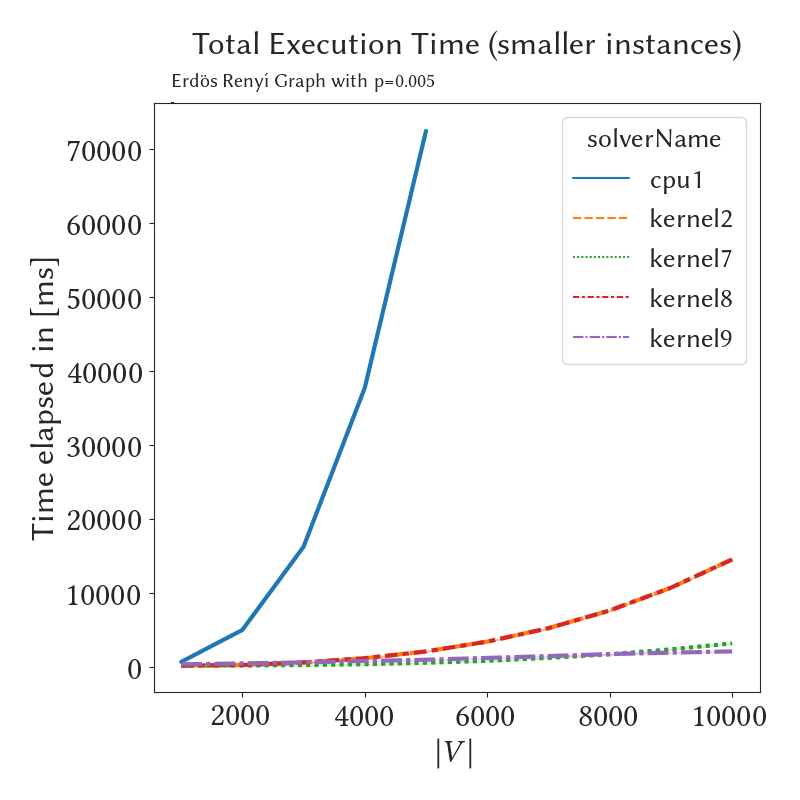 Total Execution Time (smaller instances)
Erdös Renyí Graph with p=0.005
solverName
cpu1
kernel2
kernel7
kernel8
kernel9
Time elapsed in [ms]
70000
60000
50000
40000
30000
20000
10000
0
2000 4000 6000 8000 10000
|V|